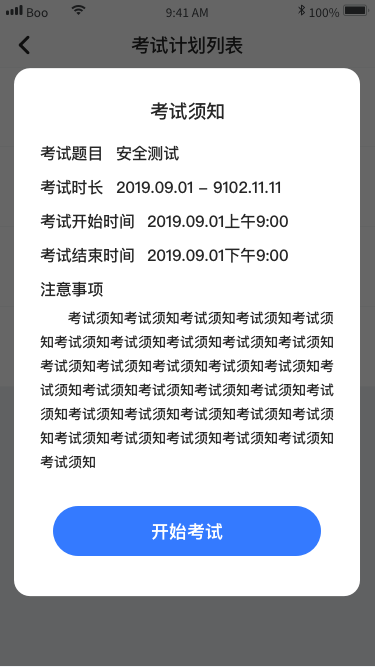 Boo 9:41 AM 100%
考试计划列表
考试须知
考试题目 安全测试
考试时长 2019.09.01 – 9102.11.11
考试开始时间 2019.09.01上午9:00
考试结束时间 2019.09.01下午9:00
注意事项
考试须知考试须知考试须知考试须知考试须
知考试须知考试须知考试须知考试须知考试须知
考试须知考试须知考试须知考试须知考试须知考
试须知考试须知考试须知考试须知考试须知考试
须知考试须知考试须知考试须知考试须知考试须
知考试须知考试须知考试须知考试须知考试须知
考试须知
开始考试